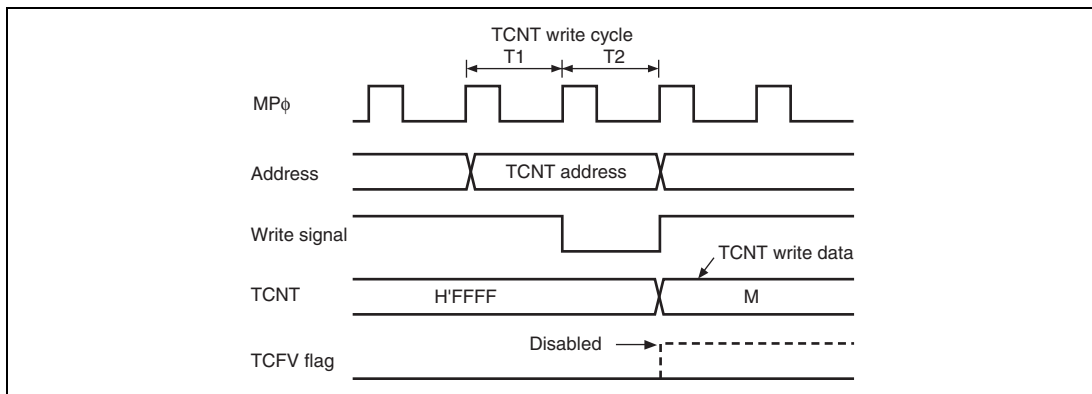 TCNT write cycle
T1 T2
MPϕ
Address TCNT address
Write signal
TCNT write data
TCNT H'FFFF M
Disabled
TCFV flag